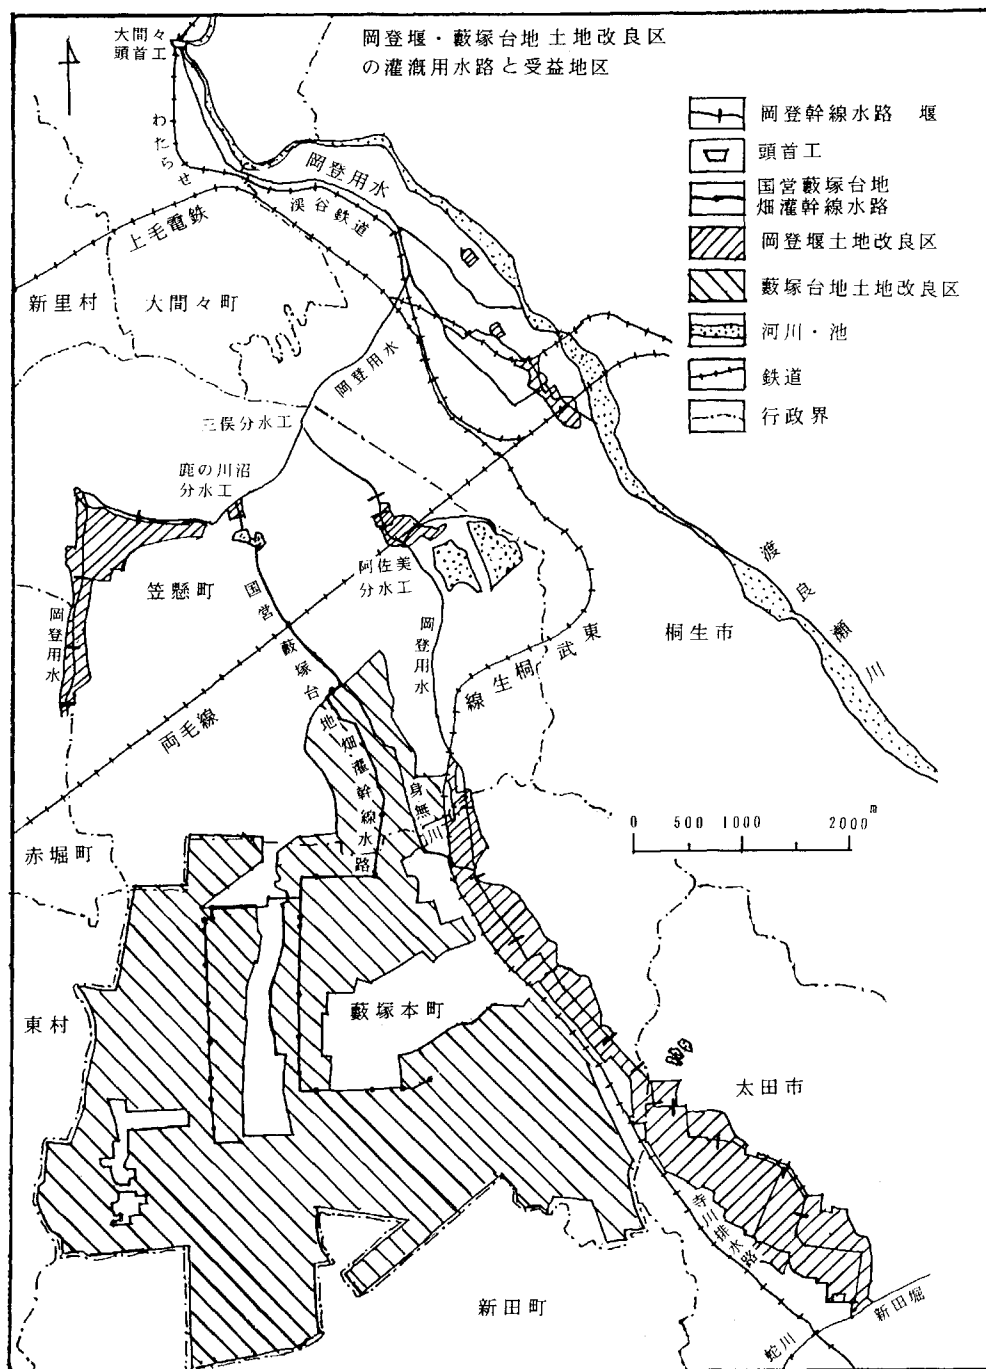 岡登堰・藪塚台地土地改良区
の灌漑用水路と受益地区
大間々
頭首工
わたらせ
渓谷鉄道
岡登用水
上毛電鉄
新里村
大間々町
岡登用水
三俣分水工
鹿の川沼
分水工
阿佐美
分水工
笠懸町
岡登用水
国営藪塚台地畑灌幹線水路
岡登用水
東武桐生線
桐生市
渡良瀬川
両毛線
赤堀町
身無川
東村
藪塚本町
太田市
寺川排水路
新田町
蛇川
新田堀
岡登幹線水路 堰
頭首工
国営藪塚台地
畑灌幹線水路
岡登堰土地改良区
藪塚台地土地改良区
河川・池
鉄道
行政界
0 500 1000 2000m